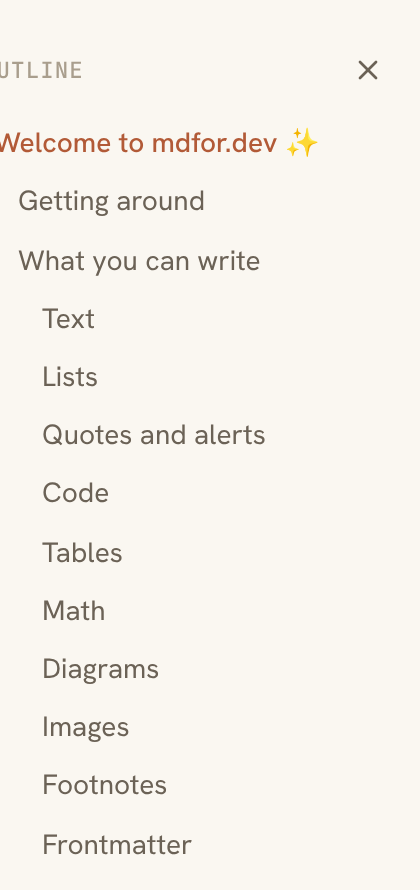 UTLINE
Welcome to mdfor.dev ✨
Getting around
What you can write
Text
Lists
Quotes and alerts
Code
Tables
Math
Diagrams
Images
Footnotes
Frontmatter